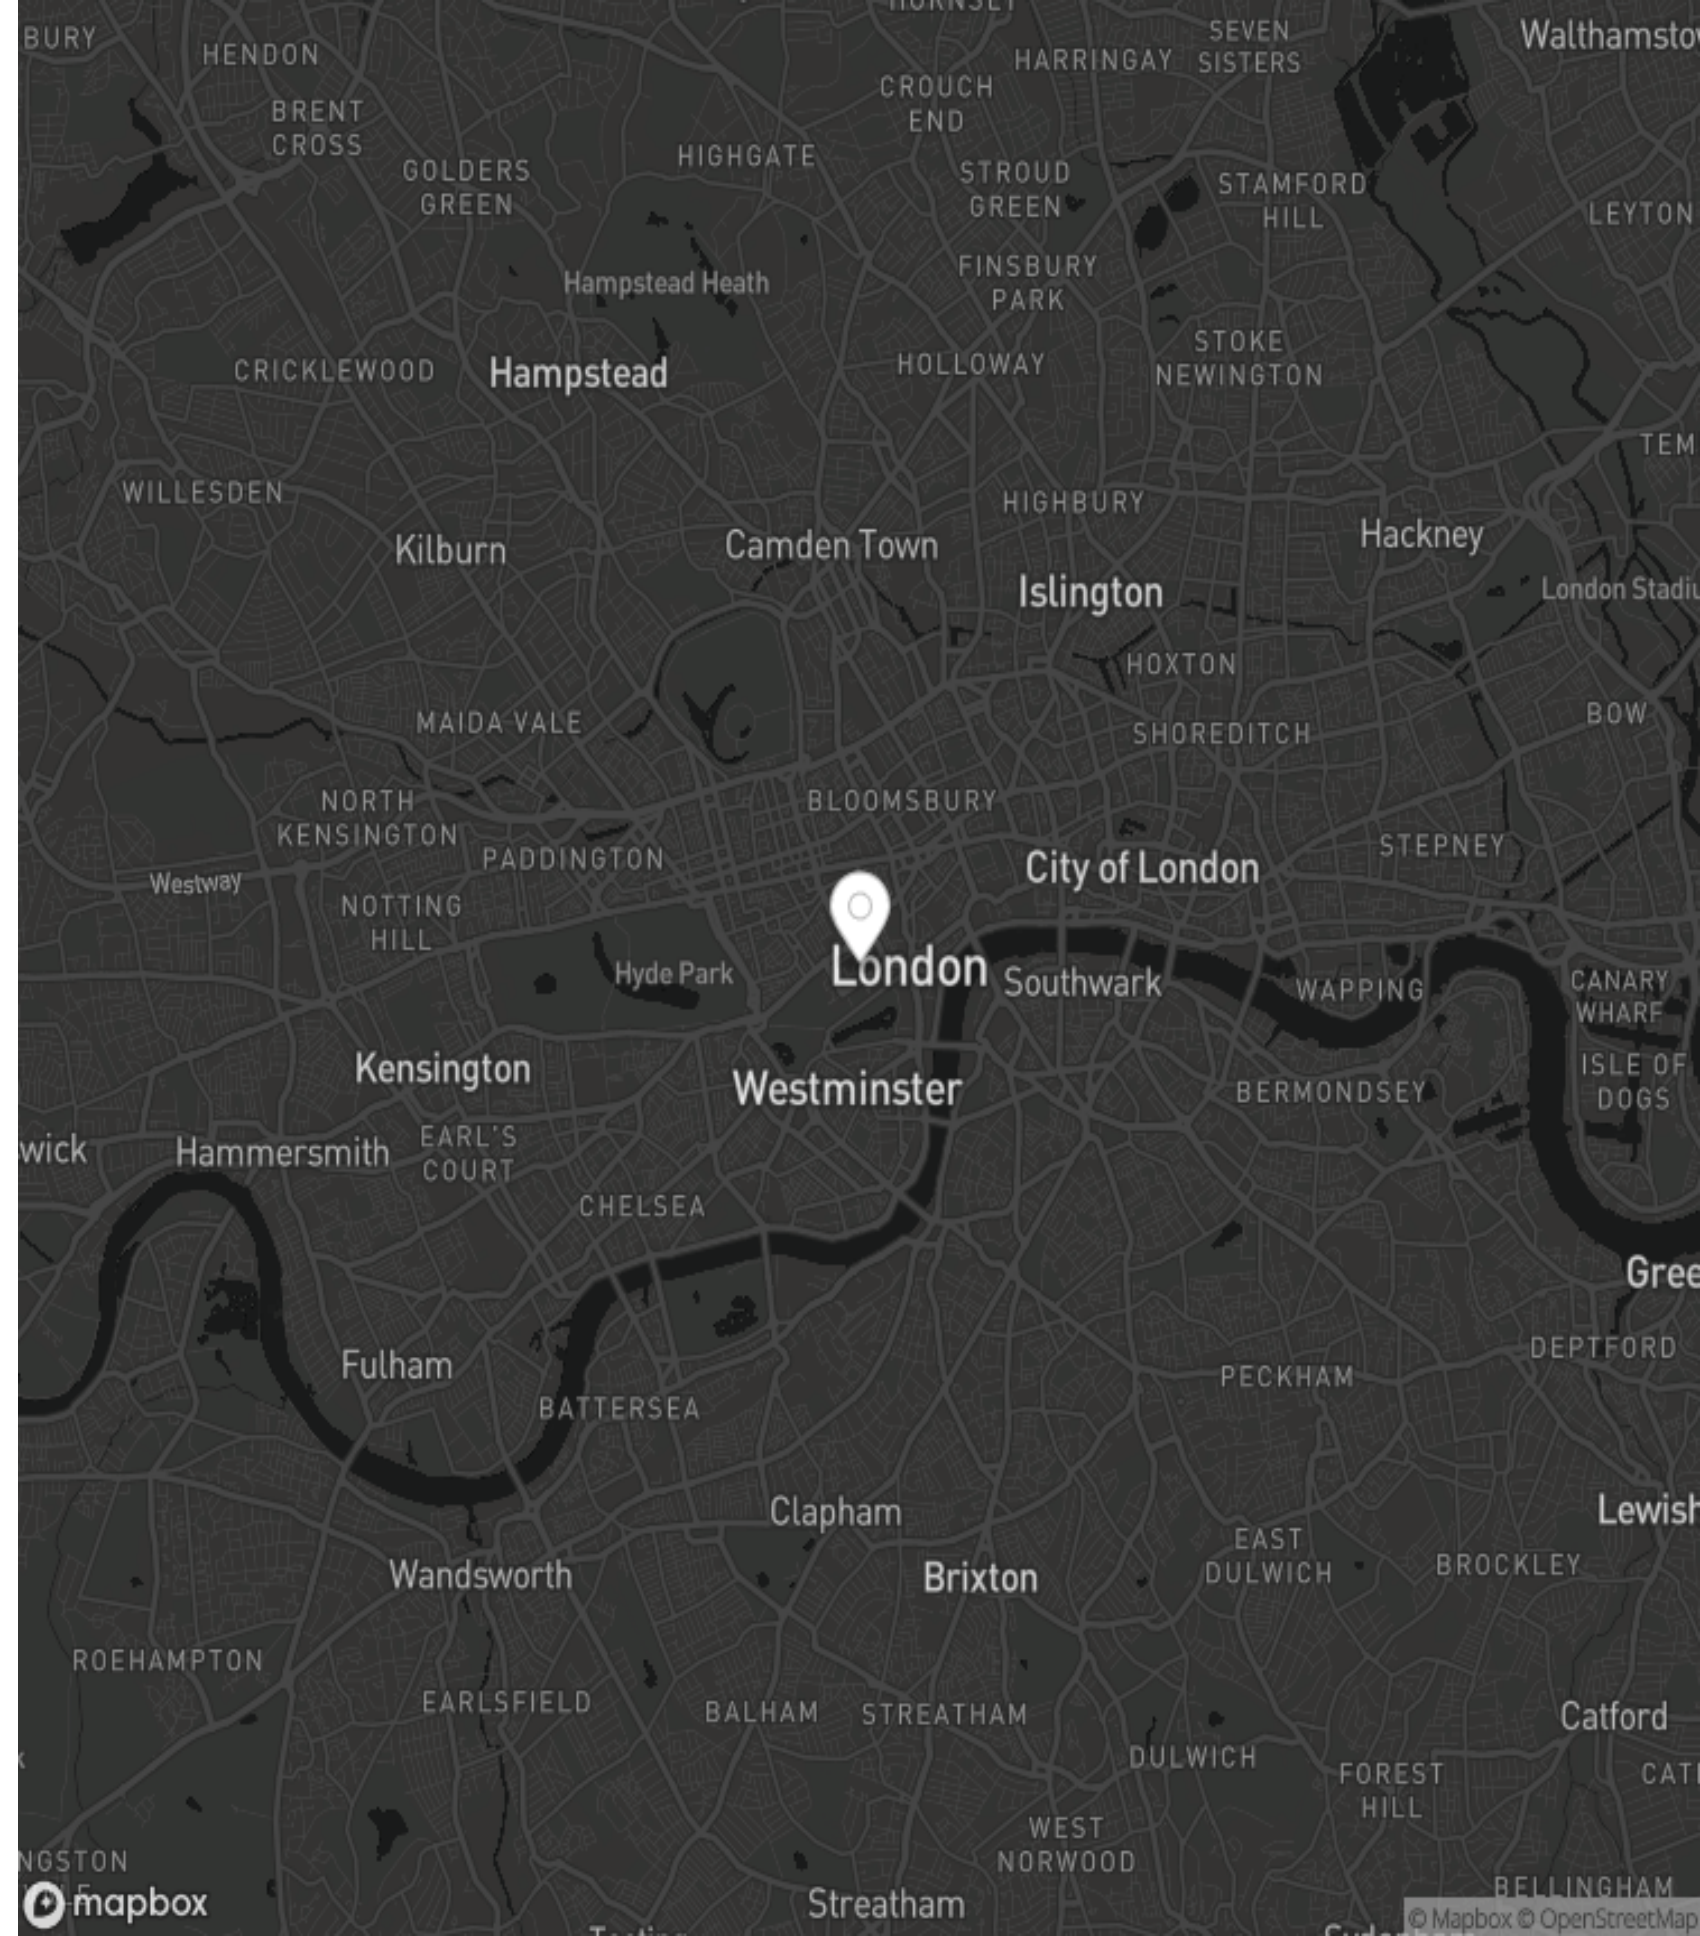 HORNSEY
BURY
HENDON
SEVEN
SISTERS
Walthamsto
HARRINGAY
CROUCH
END
BRENT
CROSS
HIGHGATE
GOLDERS
GREEN
STROUD
GREEN
STAMFORD
HILL
LEYTON
Hampstead Heath
FINSBURY
PARK
STOKE
NEWINGTON
CRICKLEWOOD
Hampstead
HOLLOWAY
TEM
WILLESDEN
HIGHBURY
Kilburn
Camden Town
Hackney
Islington
London Stadiu
HOXTON
MAIDA VALE
BOW
SHOREDITCH
NORTH
KENSINGTON
BLOOMSBURY
PADDINGTON
STEPNEY
City of London
Westway
NOTTING
HILL
Hyde Park
London
Southwark
WAPPING
CANARY
WHARF
Kensington
Westminster
BERMONDSEY
ISLE OF
DOGS
wick
Hammersmith
EARL'S
COURT
CHELSEA
Gree
Fulham
DEPTFORD
PECKHAM
BATTERSEA
Clapham
Lewish
Wandsworth
Brixton
EAST
DULWICH
BROCKLEY
ROEHAMPTON
EARLSFIELD
BALHAM
STREATHAM
Catford
DULWICH
FOREST
HILL
CAT
WEST
NORWOOD
NGSTON
BELLINGHAM
mapbox
Streatham
© Mapbox © OpenStreetMap